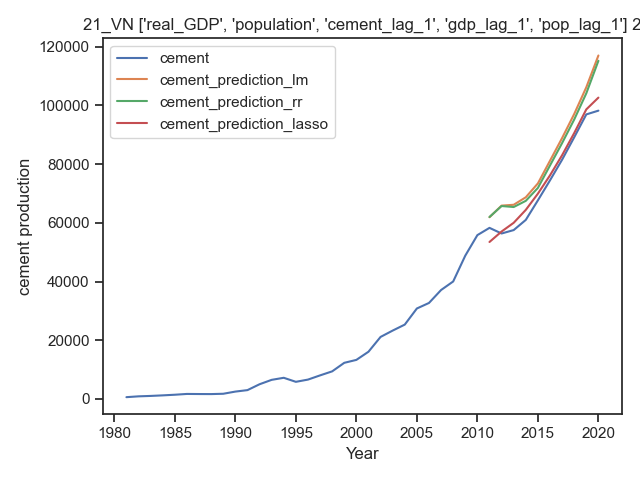 21_VN ['real_GDP', 'population', 'cement_lag_1', 'gdp_lag_1', 'pop_lag_1'] 2
120000
100000
80000
60000
40000
20000
0
cement production
cement
cement_prediction_lm
cement_prediction_rr
cement_prediction_lasso
1980 1985 1990 1995 2000 2005 2010 2015 2020
Year